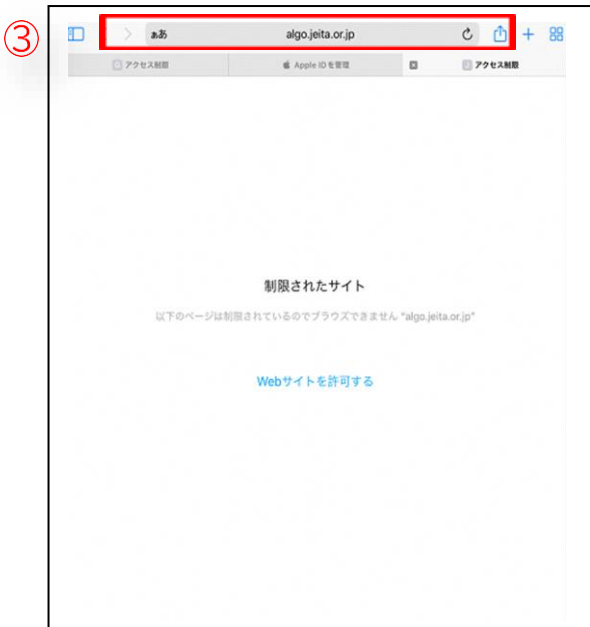 ③
ぁあ algo.jeita.or.jp
アクセス制限 Apple IDを管理 アクセス制限
制限されたサイト
以下のページは制限されているのでブラウズできません "algo.jeita.or.jp"
Webサイトを許可する